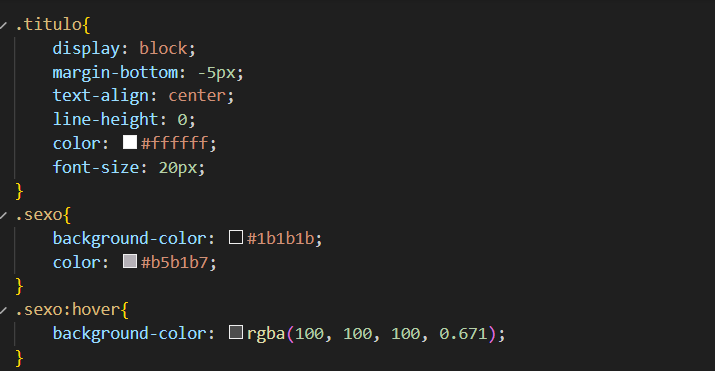 .titulo{
display: block;
margin-bottom: -5px;
text-align: center;
line-height: 0;
color: #ffffff;
font-size: 20px;
}
.sexo{
background-color: #1b1b1b;
color: #b5b1b7;
}
.sexo:hover{
background-color: rgba(100, 100, 100, 0.671);
}